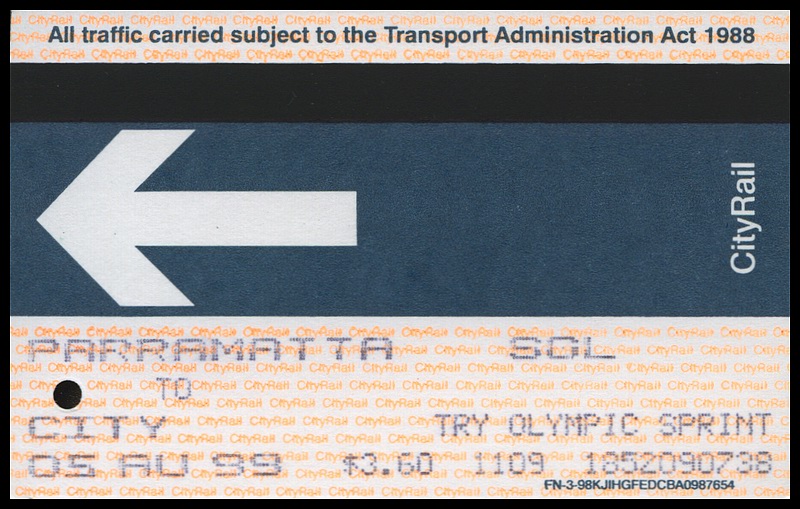 All traffic carried subject to the Transport Administration Act 1988
CityRail
PARRAMATTA SGL
TO
CITY TRY OLYMPIC SPRINT
05 AU 99 $3.60 1109 1852090738
FN-3-98KJIHGFEDCBA0987654